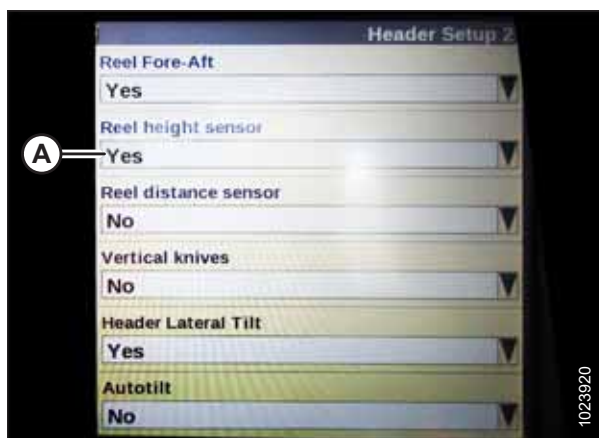 Header Setup 2
Reel Fore-Aft
Yes
Reel height sensor
A
Yes
Reel distance sensor
No
Vertical knives
No
Header Lateral Tilt
Yes
Autotilt
No
1023920